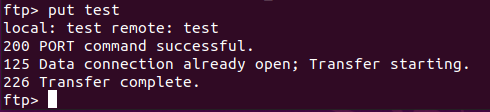 ftp> put test
local: test remote: test
200 PORT command successful.
125 Data connection already open; Transfer starting.
226 Transfer complete.
ftp>